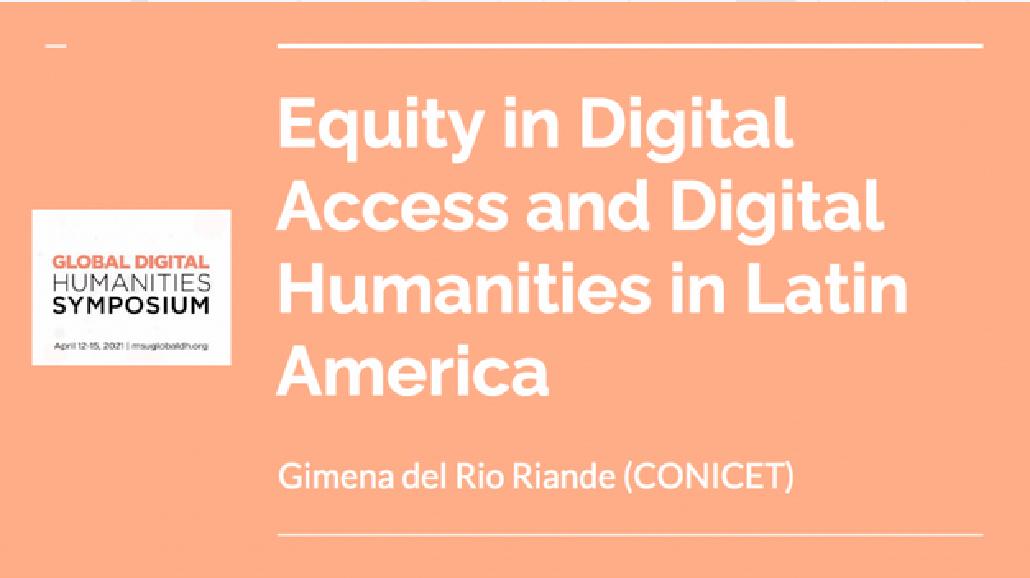 Equity in Digital
Access and Digital
Humanities in Latin
America
Gimena del Rio Riande (CONICET)
GLOBAL DIGITAL
HUMANITIES
SYMPOSIUM
April 12-15, 2021 | msuglobaldh.org